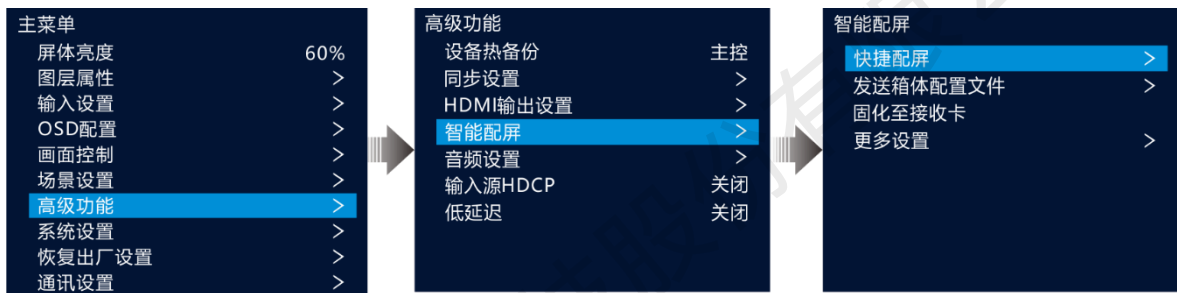 主菜单
屏体亮度 60%
图层属性 >
输入设置 >
OSD配置 >
画面控制 >
场景设置 >
高级功能 >
系统设置 >
恢复出厂设置 >
通讯设置 >
高级功能
设备热备份 主控
同步设置 >
HDMI输出设置 >
智能配屏 >
音频设置 >
输入源HDCP 关闭
低延迟 关闭
智能配屏
快捷配屏 >
发送箱体配置文件 >
固化至接收卡
更多设置 >